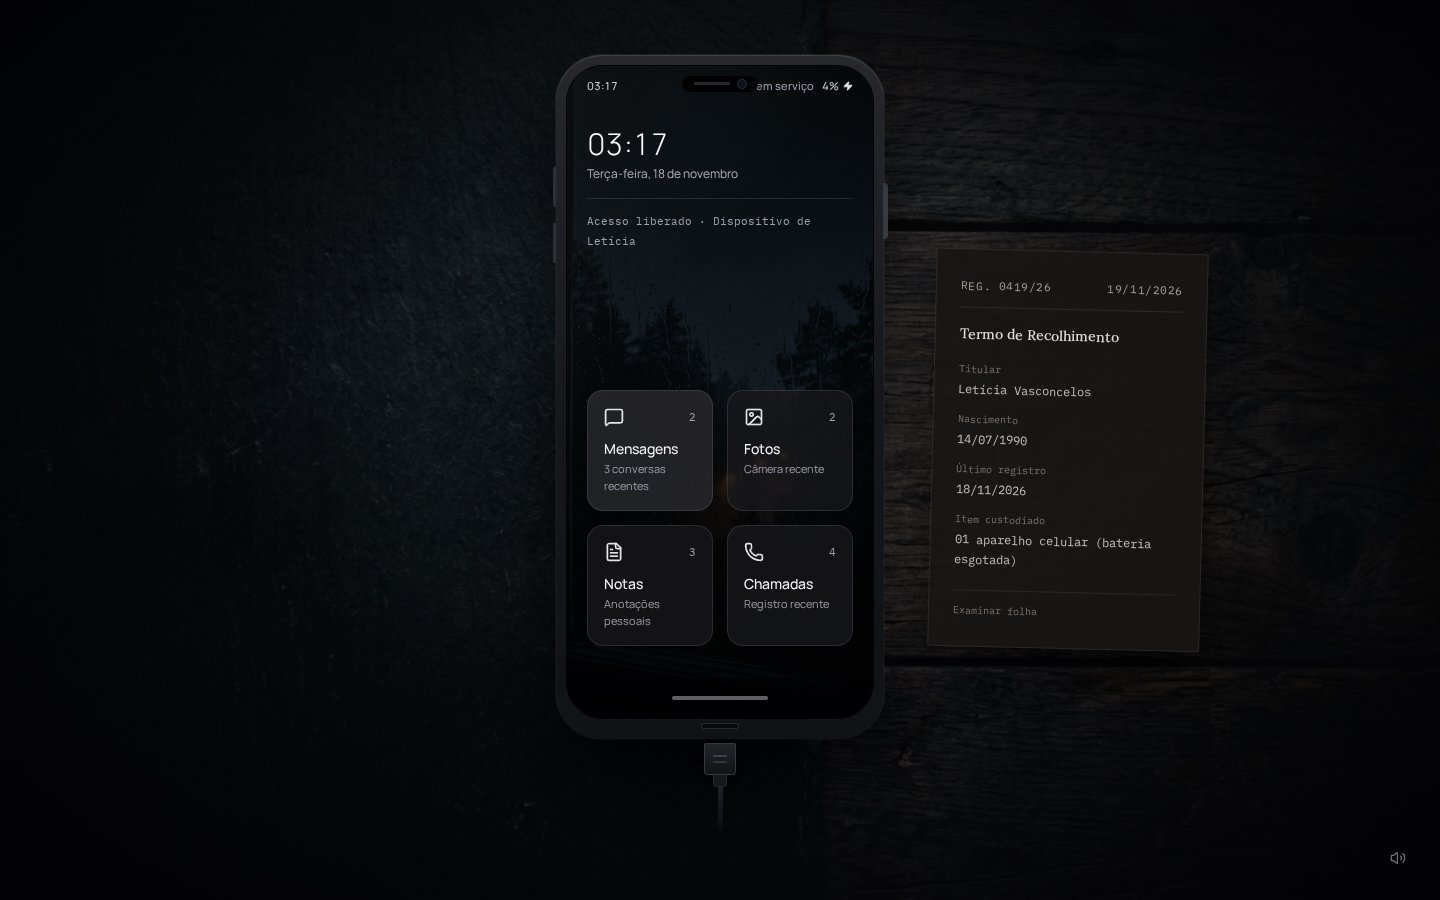 03:17
em serviço 4%
03:17
Terça-feira, 18 de novembro
Acesso liberado · Dispositivo de
Letícia
2
Mensagens
3 conversas
recentes
2
Fotos
Câmera recente
3
Notas
Anotações
pessoais
4
Chamadas
Registro recente
REG. 0419/26 19/11/2026
Termo de Recolhimento
Titular
Letícia Vasconcelos
Nascimento
14/07/1990
Último registro
18/11/2026
Item custodiado
01 aparelho celular (bateria
esgotada)
Examinar folha